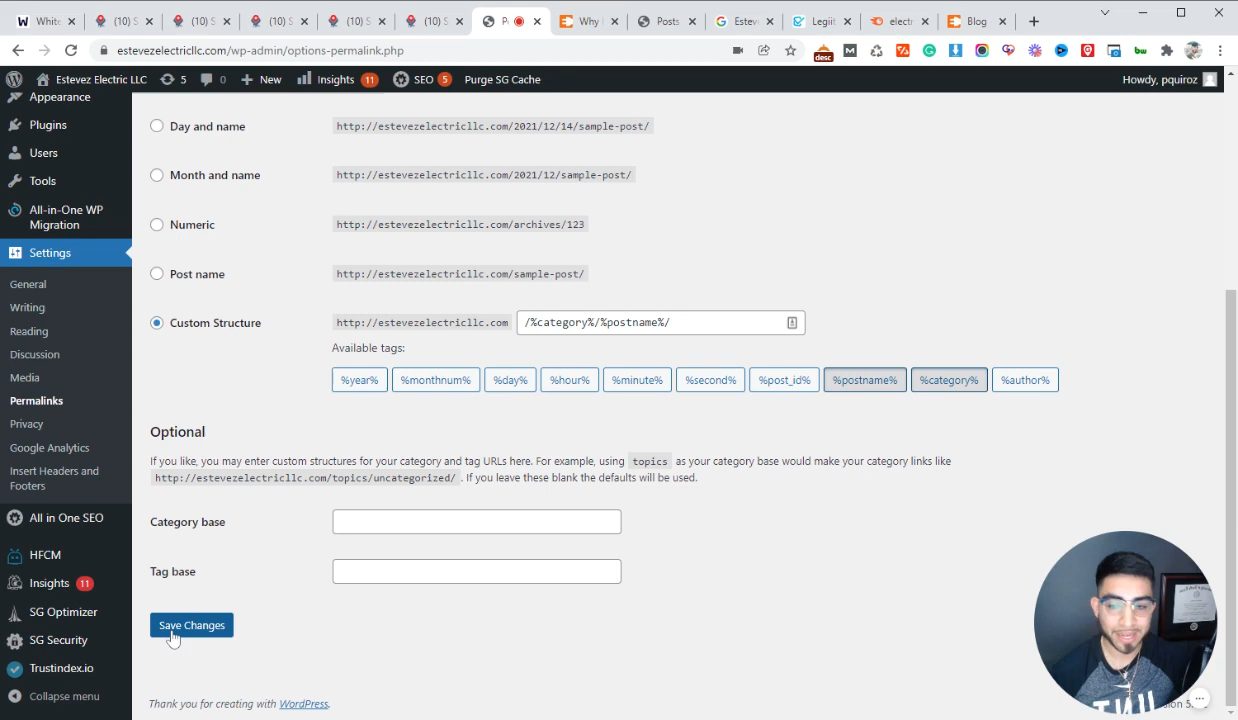 White
(10) S
(10) S
(10) S
(10) S
(10) S
Why I
Posts
Estev
Legiit
electr
Blog
estevezelectricllc.com/wp-admin/options-permalink.php
desc
Estevez Electric LLC
5
0
New
Insights
11
SEO
5
Purge SG Cache
Howdy, pquiroz
Appearance
Plugins
Users
Tools
All-in-One WP
Migration
Settings
General
Writing
Reading
Discussion
Media
Permalinks
Privacy
Google Analytics
Insert Headers and
Footers
All in One SEO
HFCM
Insights 11
SG Optimizer
SG Security
Trustindex.io
Collapse menu
Day and name http://estevezelectricllc.com/2021/12/14/sample-post/
Month and name http://estevezelectricllc.com/2021/12/sample-post/
Numeric http://estevezelectricllc.com/archives/123
Post name http://estevezelectricllc.com/sample-post/
Custom Structure http://estevezelectricllc.com /%category%/%postname%/
Available tags:
%year% %monthnum% %day% %hour% %minute% %second% %post_id% %postname% %category% %author%
Optional
If you like, you may enter custom structures for your category and tag URLs here. For example, using topics as your category base would make your category links like
http://estevezelectricllc.com/topics/uncategorized/ . If you leave these blank the defaults will be used.
Category base
Tag base
Save Changes
Thank you for creating with WordPress.